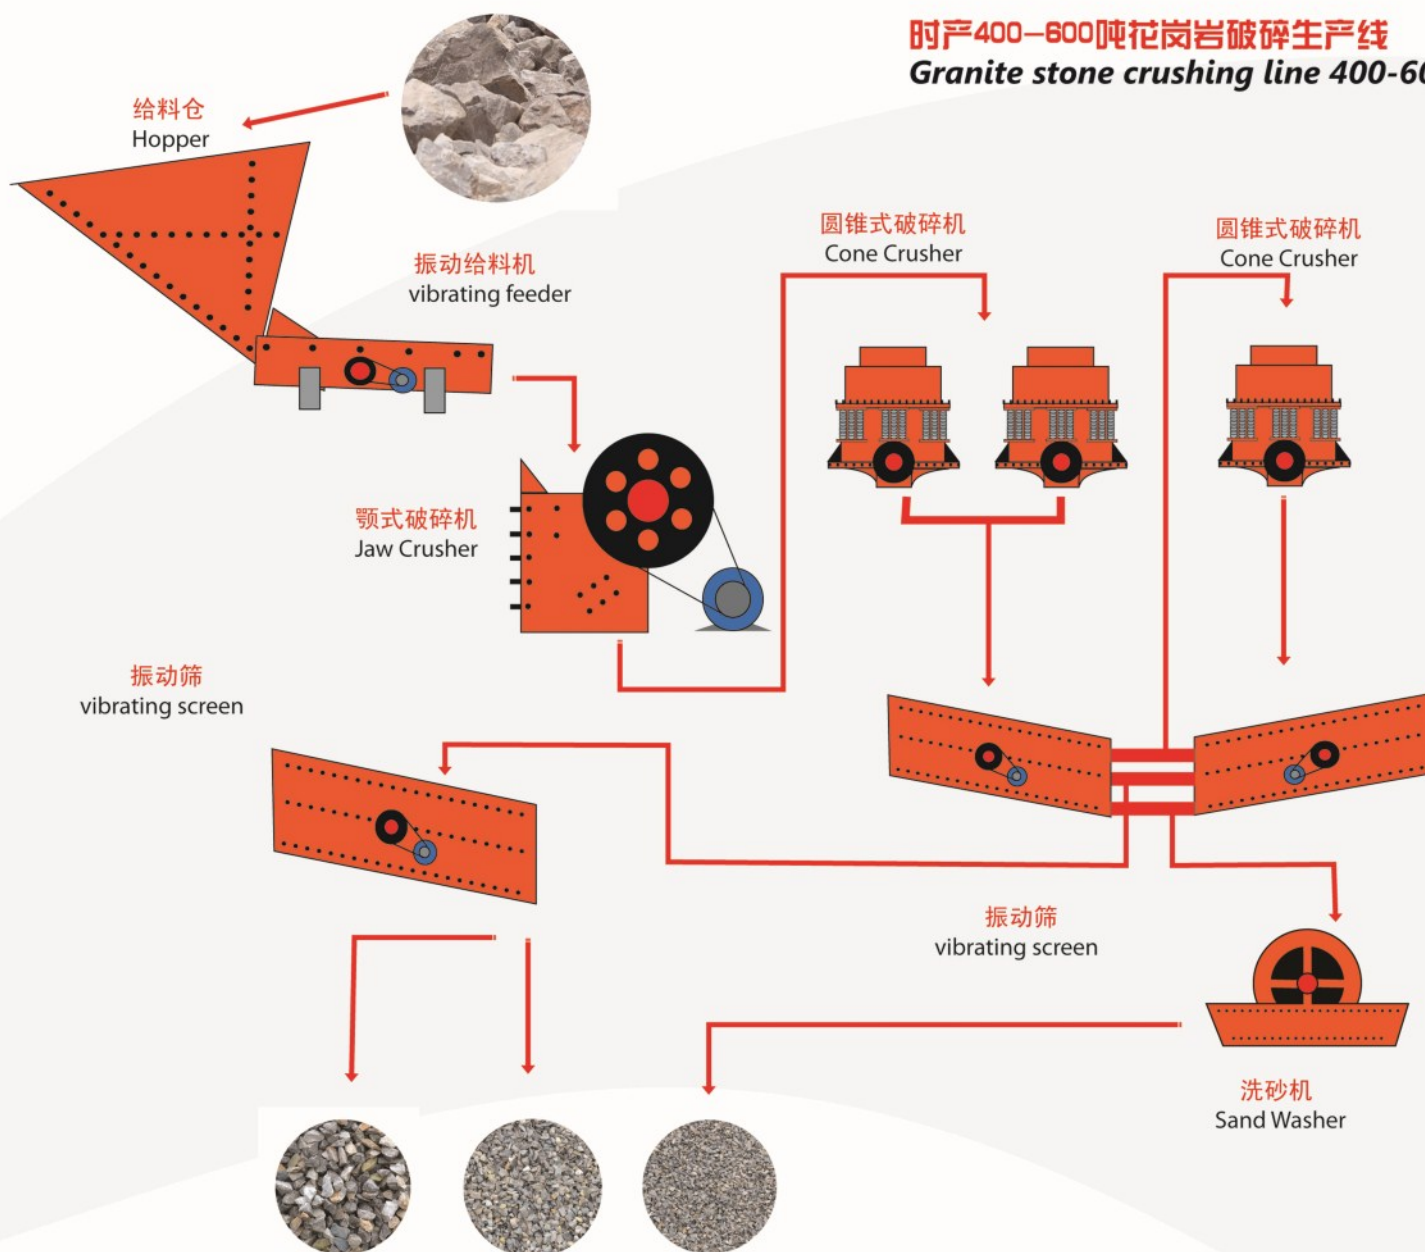 时产400-600吨花岗岩破碎生产线
Granite stone crushing line 400-60
给料仓
Hopper
振动给料机
vibrating feeder
圆锥式破碎机
Cone Crusher
圆锥式破碎机
Cone Crusher
颚式破碎机
Jaw Crusher
振动筛
vibrating screen
振动筛
vibrating screen
洗砂机
Sand Washer